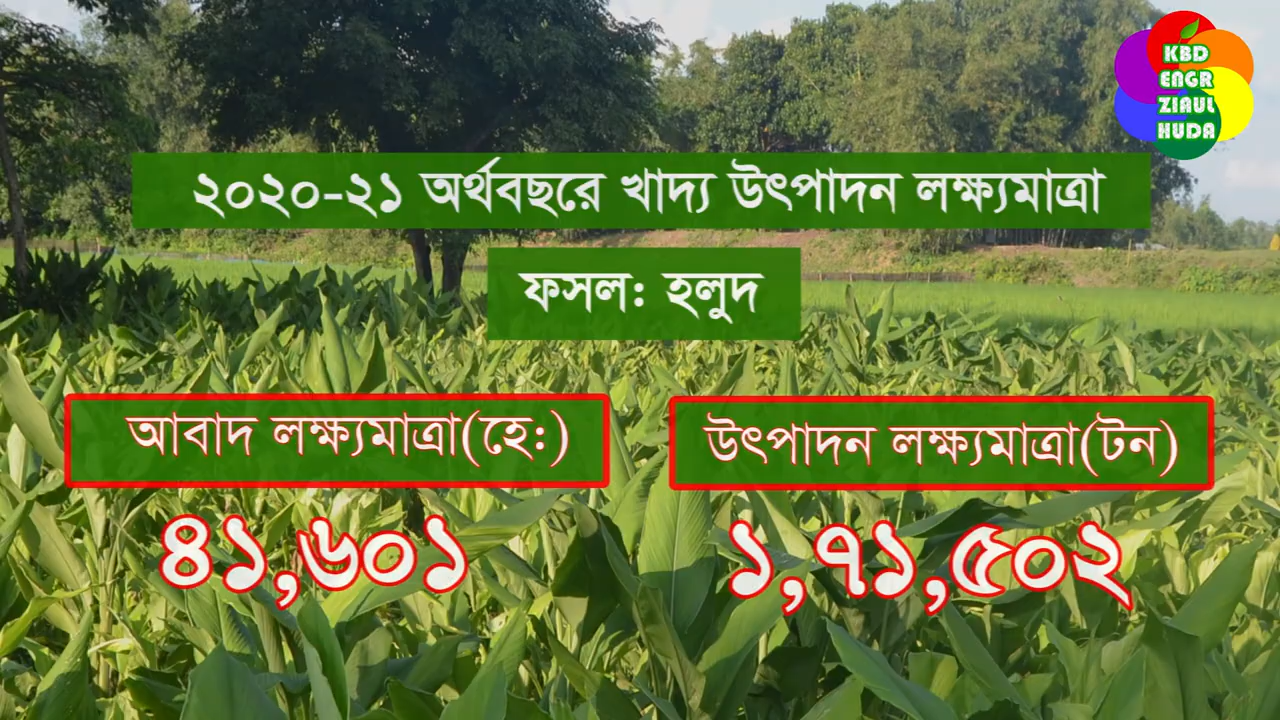 KBD
ENGR
ZIAUL
HUDA
২০২০-২১ অর্থবছরে খাদ্য উৎপাদন লক্ষ্যমাত্রা
ফসল: হলুদ
আবাদ লক্ষ্যমাত্রা(হে:)
উৎপাদন লক্ষ্যমাত্রা(টন)
৪১,৬০১
১,৭১,৫০২